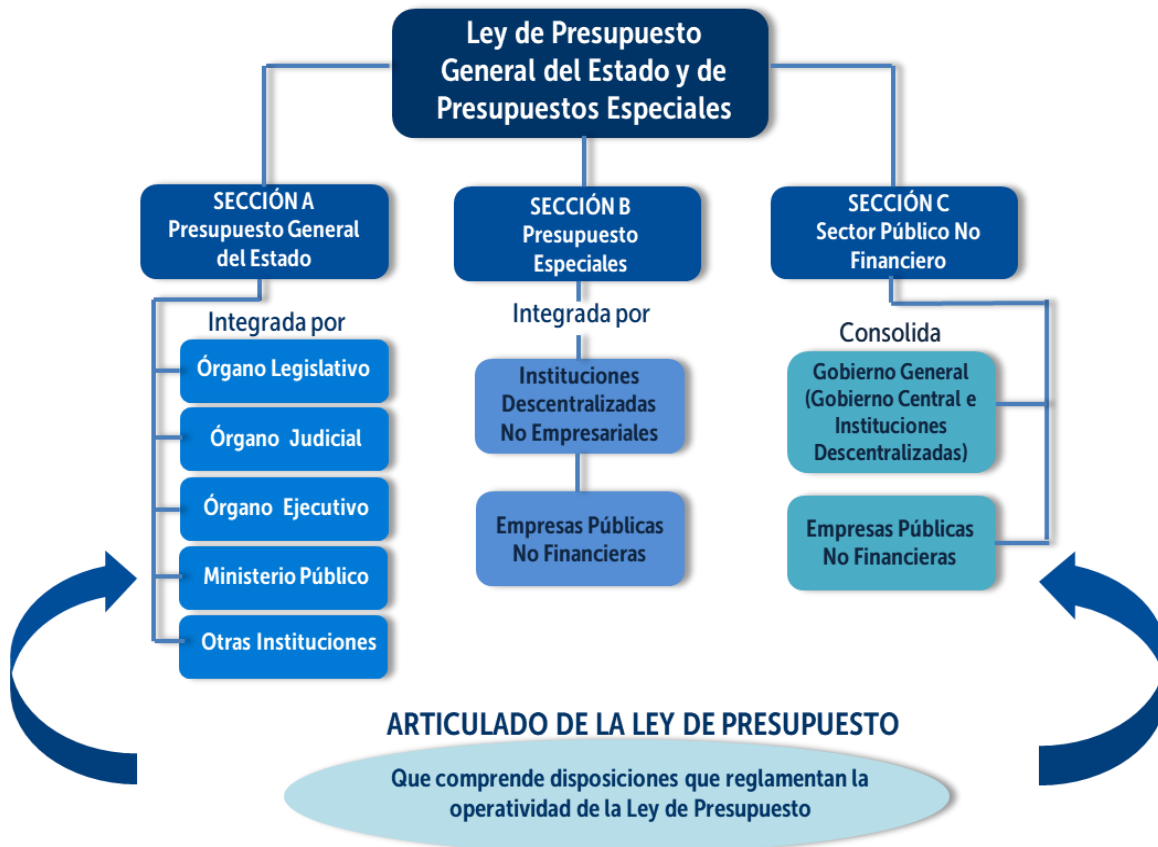 Ley de Presupuesto
General del Estado y de
Presupuestos Especiales
SECCIÓN A
Presupuesto General
del Estado
Integrada por
Órgano Legislativo
Órgano Judicial
Órgano Ejecutivo
Ministerio Público
Otras Instituciones
SECCIÓN B
Presupuesto
Especiales
Integrada por
Instituciones
Descentralizadas
No Empresariales
Empresas Públicas
No Financieras
SECCIÓN C
Sector Público No
Financiero
Consolida
Gobierno General
(Gobierno Central e
Instituciones
Descentralizadas)
Empresas Públicas
No Financieras
ARTICULADO DE LA LEY DE PRESUPUESTO
Que comprende disposiciones que reglamentan la
operatividad de la Ley de Presupuesto